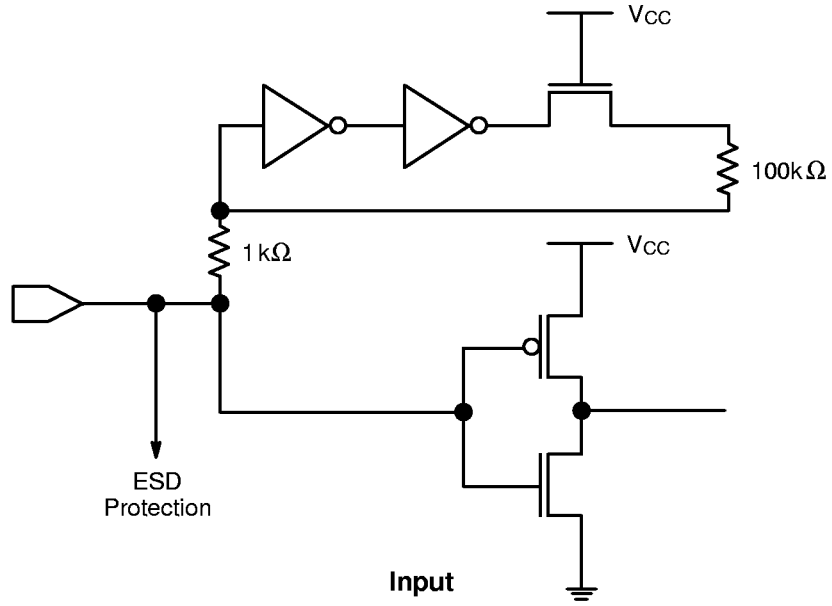 VCC
100kΩ
1kΩ
VCC
ESD
Protection
Input